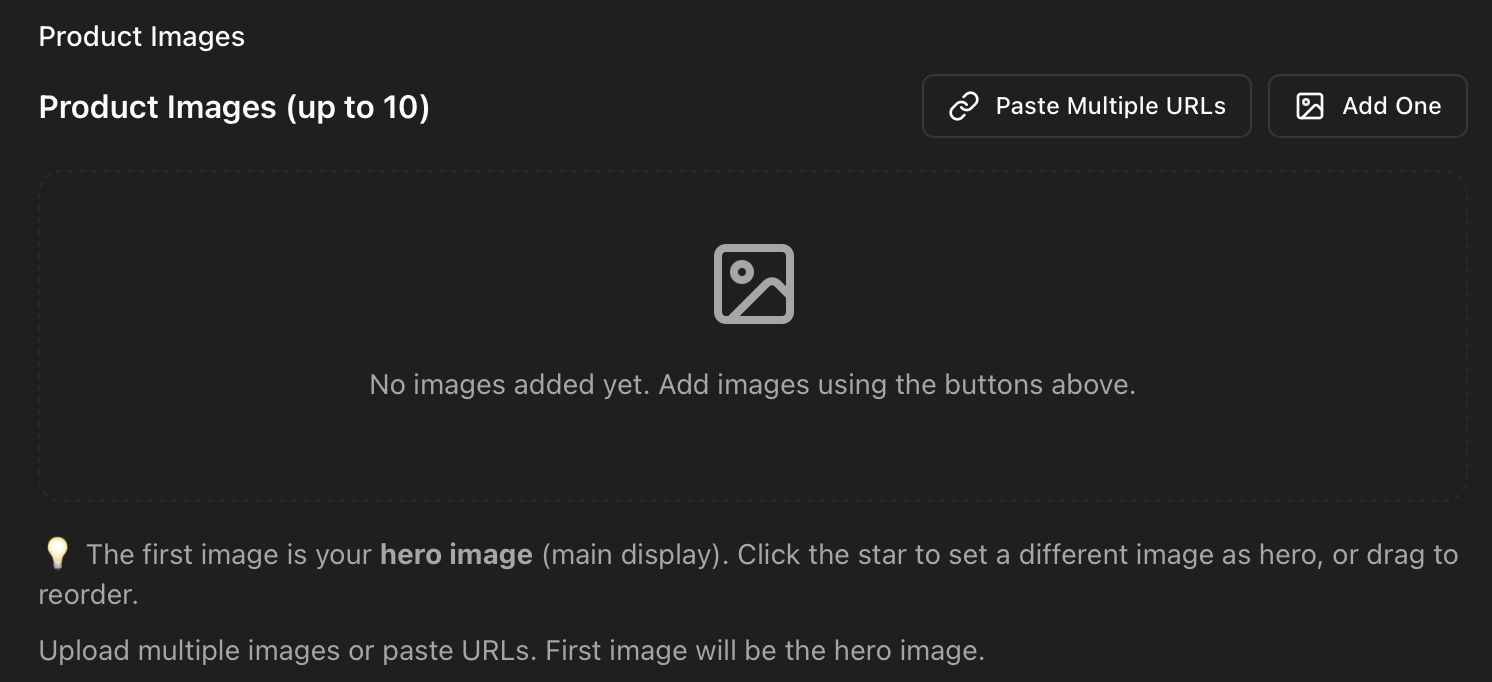 Product Images
Product Images (up to 10)
Paste Multiple URLs
Add One
No images added yet. Add images using the buttons above.
💡 The first image is your hero image (main display). Click the star to set a different image as hero, or drag to
reorder.
Upload multiple images or paste URLs. First image will be the hero image.